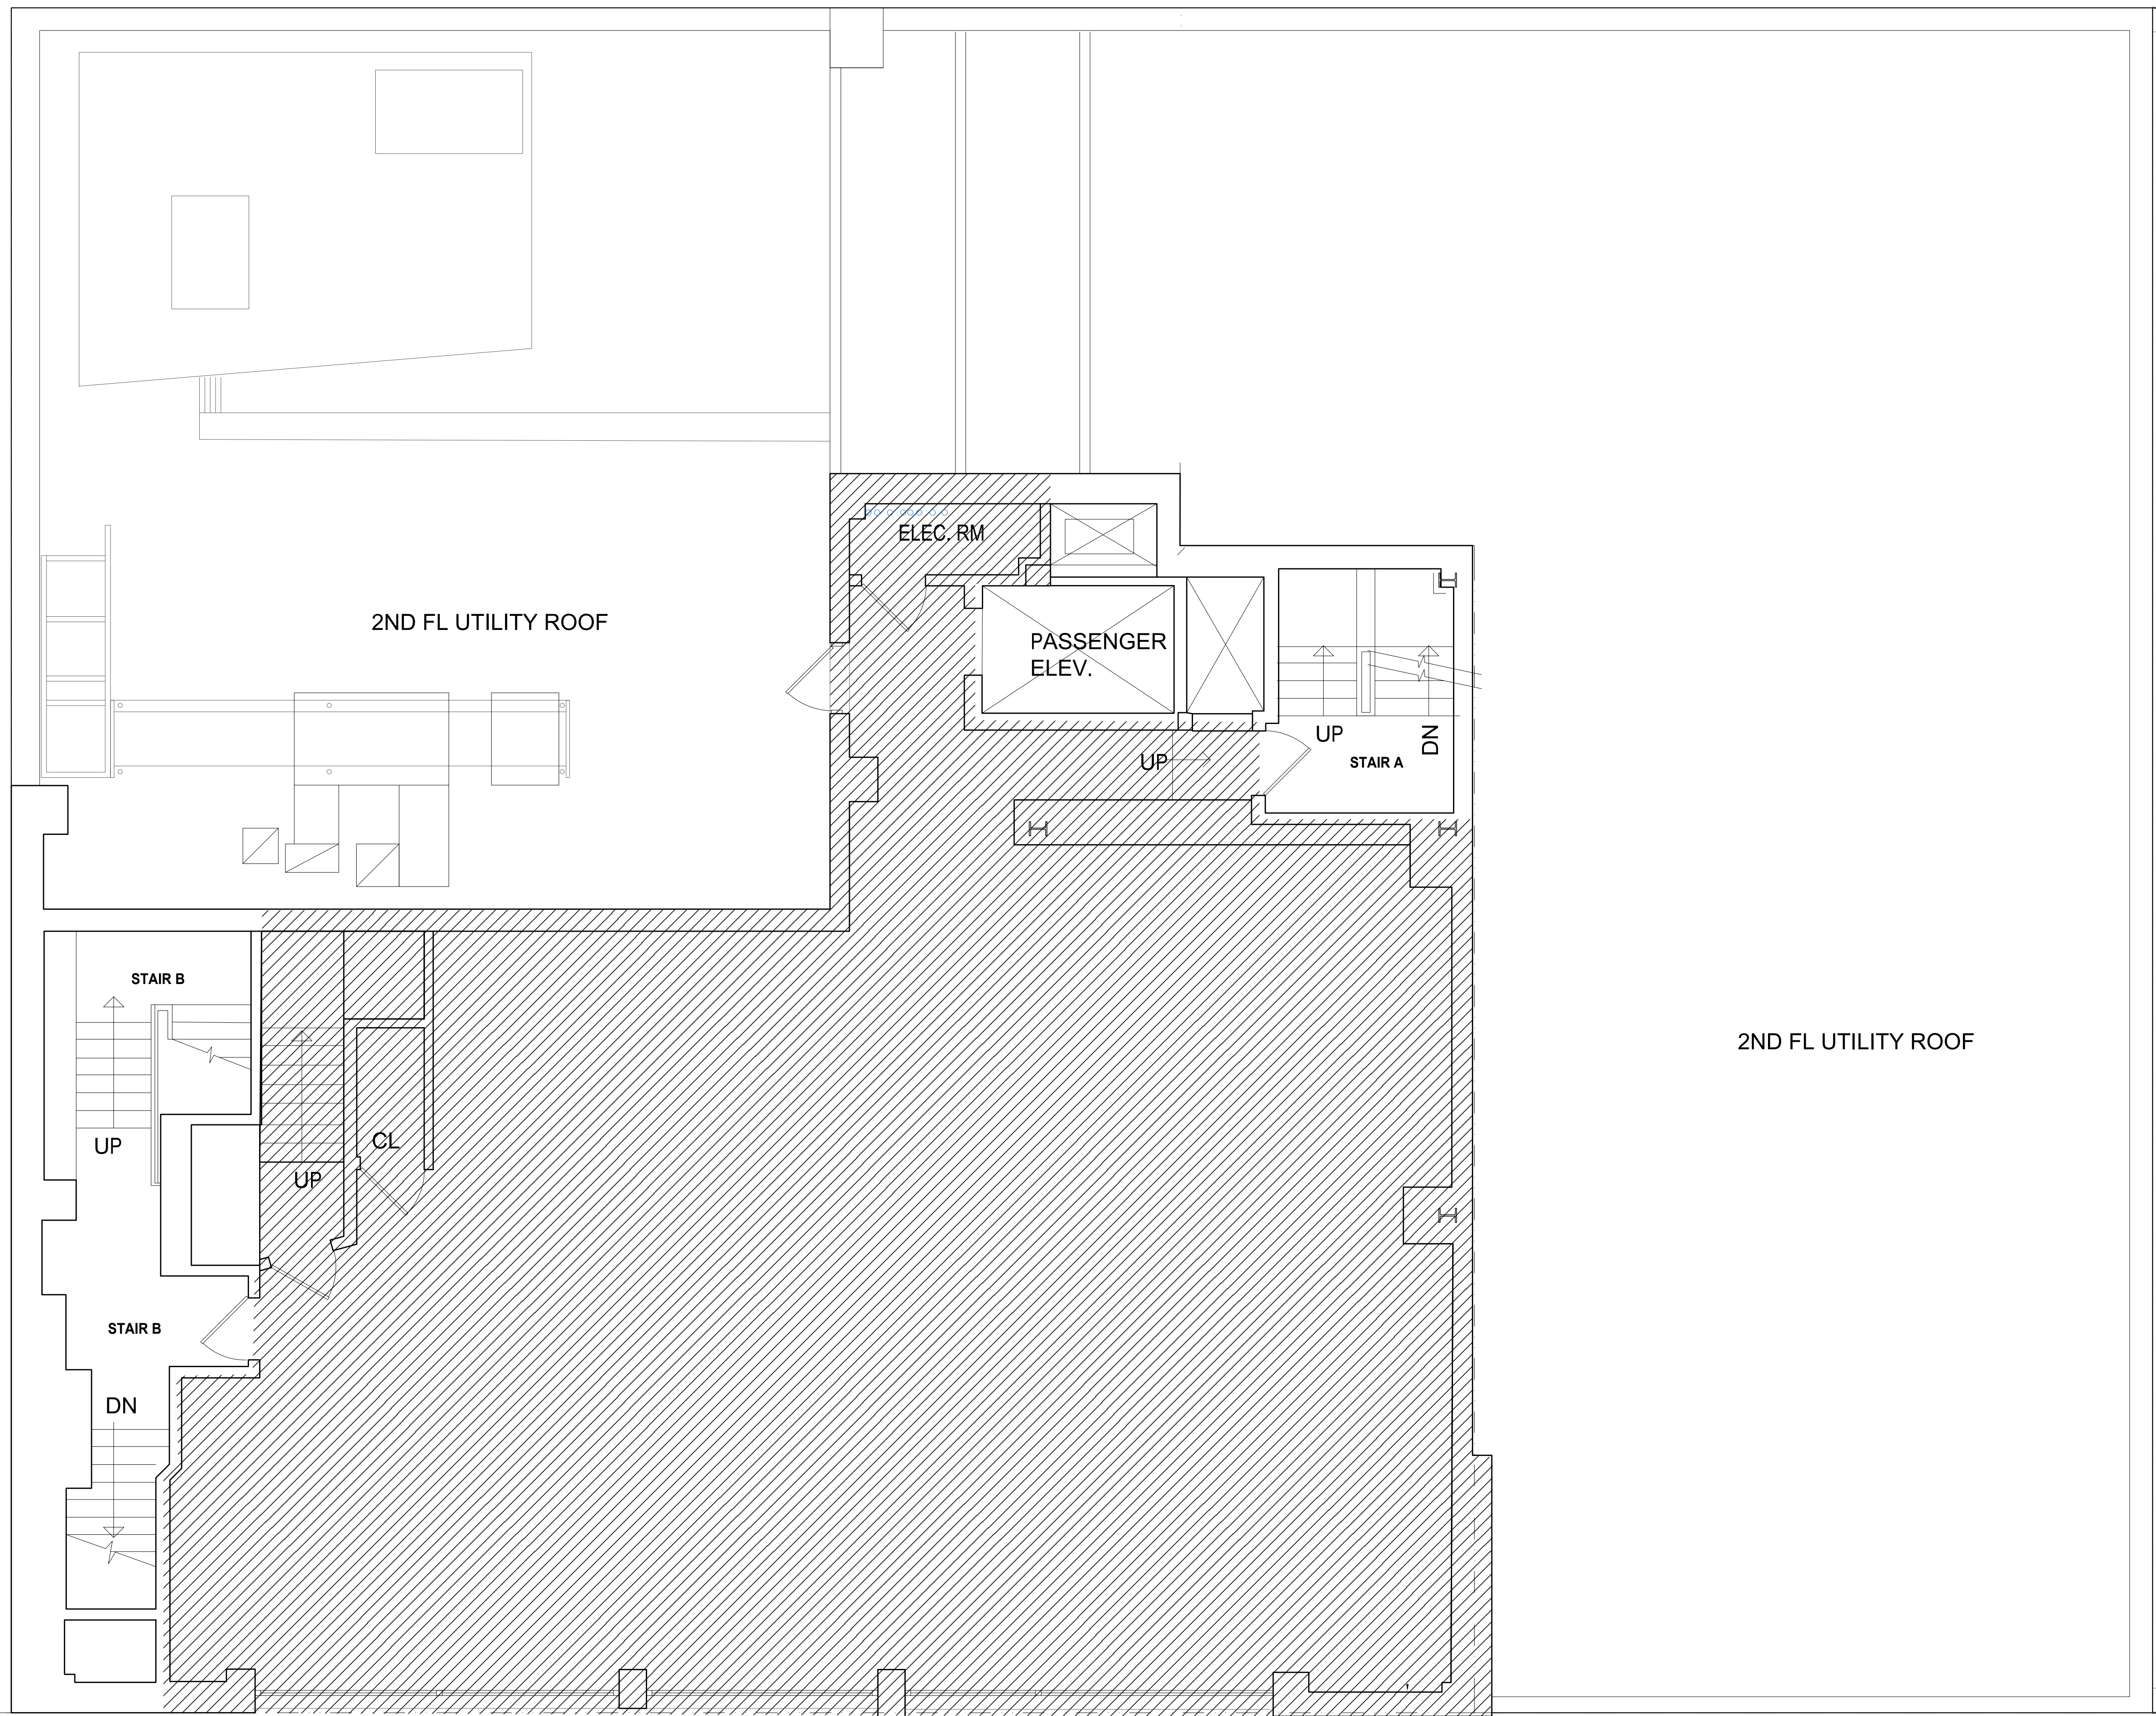 ELEC. RM
2ND FL UTILITY ROOF
PASSENGER
ELEV.
UP
DN
UP
STAIR A
STAIR B
2ND FL UTILITY ROOF
UP
CL
UP
STAIR B
DN